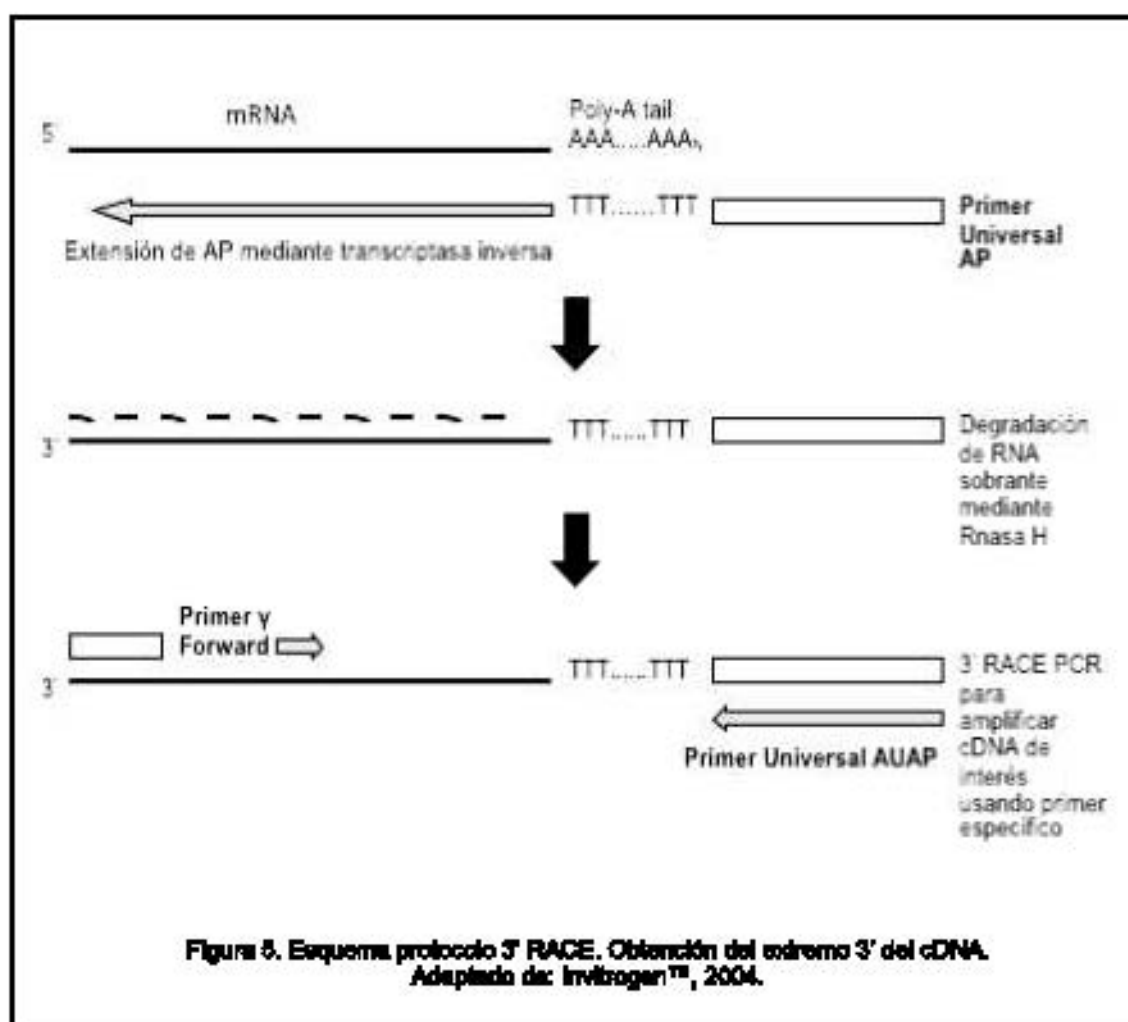 mRNA
Poly-A tail
5´
AAA.....AAAₙ
TTT.......TTT
Primer
Universal
AP
Extensión de AP mediante transcriptasa inversa
3´
TTT......TTT
Degradación
de RNA
sobrante
mediante
Rnasa H
Primer γ
Forward
3´
TTT......TTT
3´ RACE PCR
para
amplificar
cDNA de
interés
usando primer
especifico
Primer Universal AUAP
Figura 5. Esquema protocolo 3' RACE. Obtención del extremo 3' del cDNA.
Adaptado de: Invitrogen™, 2004.